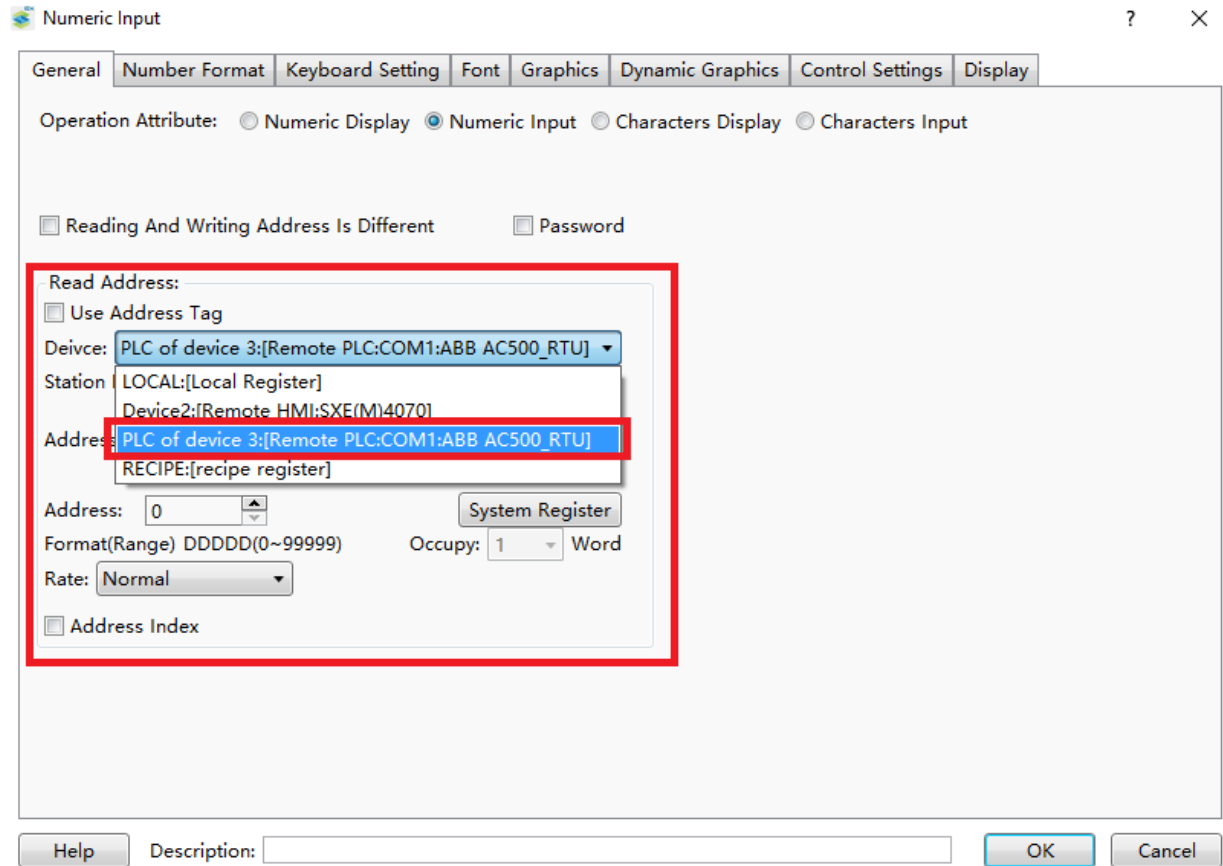 Numeric Input ? ×
General Number Format Keyboard Setting Font Graphics Dynamic Graphics Control Settings Display
Operation Attribute: Numeric Display Numeric Input Characters Display Characters Input
Reading And Writing Address Is Different Password
Read Address:
Use Address Tag
Deivce: PLC of device 3:[Remote PLC:COM1:ABB AC500_RTU]
Station LOCAL:[Local Register]
Device2:[Remote HMI:SXE(M)4070]
Address PLC of device 3:[Remote PLC:COM1:ABB AC500_RTU]
RECIPE:[recipe register]
Address: 0 System Register
Format(Range) DDDDD(0~99999) Occupy: 1 Word
Rate: Normal
Address Index
Help Description: OK Cancel